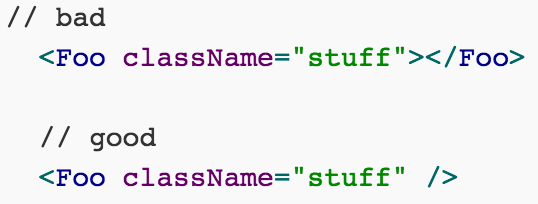 // bad
<Foo className="stuff"></Foo>
// good
<Foo className="stuff" />